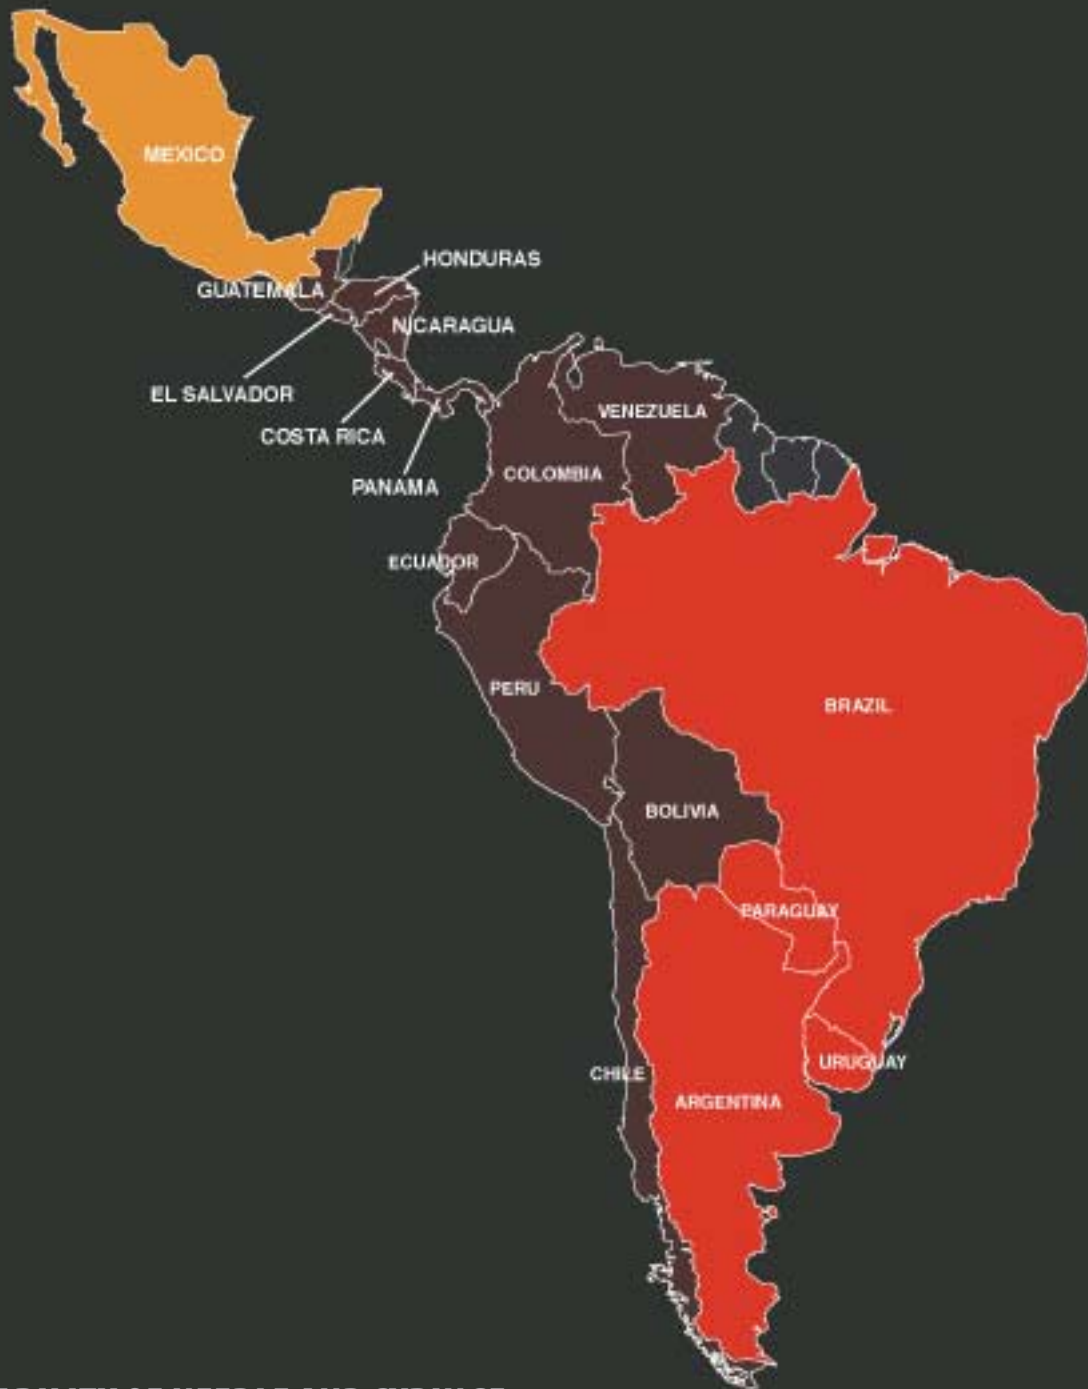 MEXICO
HONDURAS
GUATEMALA
NICARAGUA
EL SALVADOR
COSTA RICA
PANAMA
VENEZUELA
COLOMBIA
ECUADOR
PERU
BRAZIL
BOLIVIA
PARAGUAY
URUGUAY
CHILE
ARGENTINA